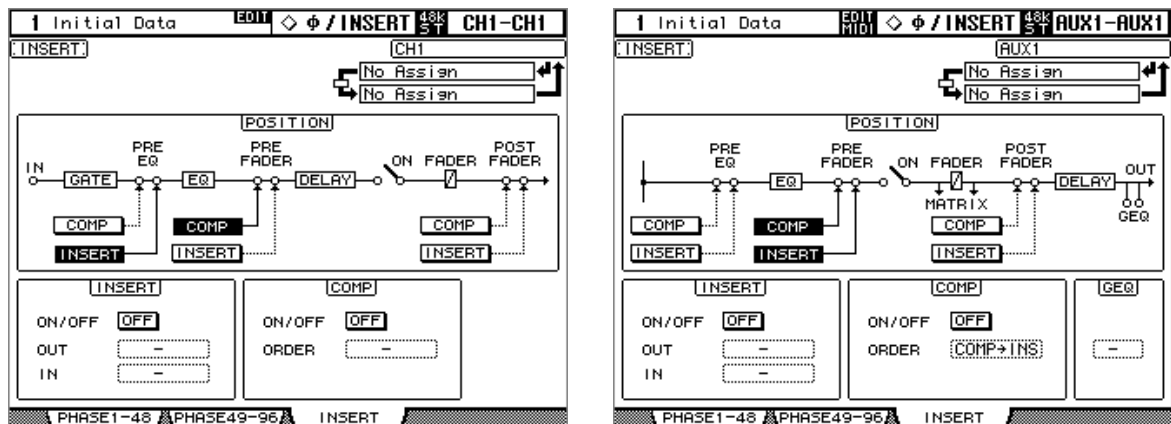 1 Initial Data EDIT ◇ Φ/INSERT 48k ST CH1-CH1
INSERT
CH1
No Assign
No Assign
POSITION
IN GATE PRE EQ EQ PRE FADER DELAY ON FADER POST FADER
COMP COMP COMP
INSERT INSERT INSERT
INSERT
ON/OFF OFF
OUT -
IN -
COMP
ON/OFF OFF
ORDER -
PHASE1-48 PHASE49-96 INSERT
1 Initial Data EDIT MIDI ◇ Φ/INSERT 48k ST AUX1-AUX1
INSERT
AUX1
No Assign
No Assign
POSITION
PRE EQ EQ PRE FADER ON FADER POST FADER DELAY OUT
MATRIX GEQ
COMP COMP COMP
INSERT INSERT INSERT
INSERT
ON/OFF OFF
OUT -
IN -
COMP
ON/OFF OFF
ORDER COMP→INS
GEQ
-
PHASE1-48 PHASE49-96 INSERT